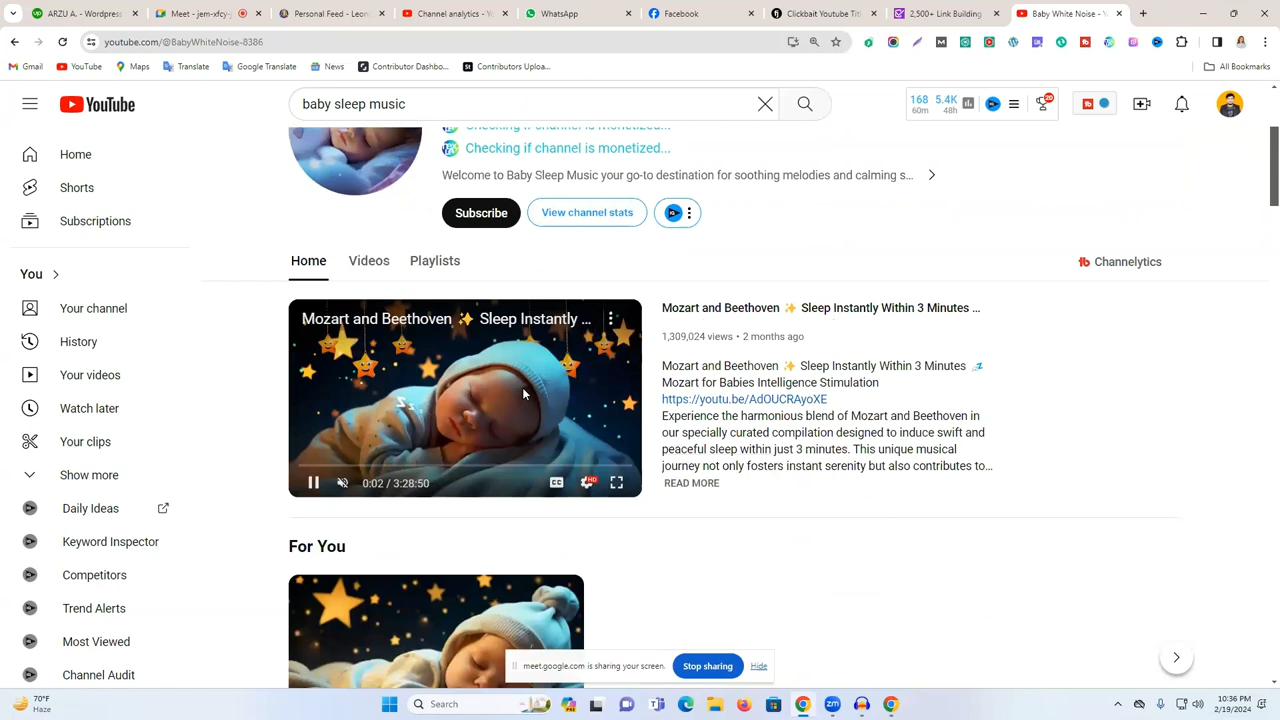 ARZU A. - Workdiary
Meet - jem-xfcy-j
Personal Feed - Leon
Channel analytics - Y
WhatsApp
Facebook
Clickbait Youtube Titl
2,500+ Link Building
Baby White Noise - Y
youtube.com/@BabyWhiteNoise-8386
Gmail
YouTube
Maps
Translate
Google Translate
News
Contributor Dashbo...
Contributors Uploa...
All Bookmarks
YouTube
baby sleep music
168
60m
5.4K
48h
20
Checking if channel is monetized...
Checking if channel is monetized...
Welcome to Baby Sleep Music your go-to destination for soothing melodies and calming s...
Subscribe
View channel stats
Home
Shorts
Subscriptions
You
Your channel
History
Your videos
Watch later
Your clips
Show more
Daily Ideas
Keyword Inspector
Competitors
Trend Alerts
Most Viewed
Channel Audit
Home
Videos
Playlists
Channelytics
Mozart and Beethoven ✨ Sleep Instantly ...
0:02 / 3:28:50
CC
HD
Mozart and Beethoven ✨ Sleep Instantly Within 3 Minutes ...
1,309,024 views • 2 months ago
Mozart and Beethoven ✨ Sleep Instantly Within 3 Minutes 💤
Mozart for Babies Intelligence Stimulation
https://youtu.be/AdOUCRAyoXE
Experience the harmonious blend of Mozart and Beethoven in
our specially curated compilation designed to induce swift and
peaceful sleep within just 3 minutes. This unique musical
journey not only fosters instant serenity but also contributes to...
READ MORE
For You
meet.google.com is sharing your screen.
Stop sharing
Hide
70°F
Haze
Search
10:36 PM
2/19/2024